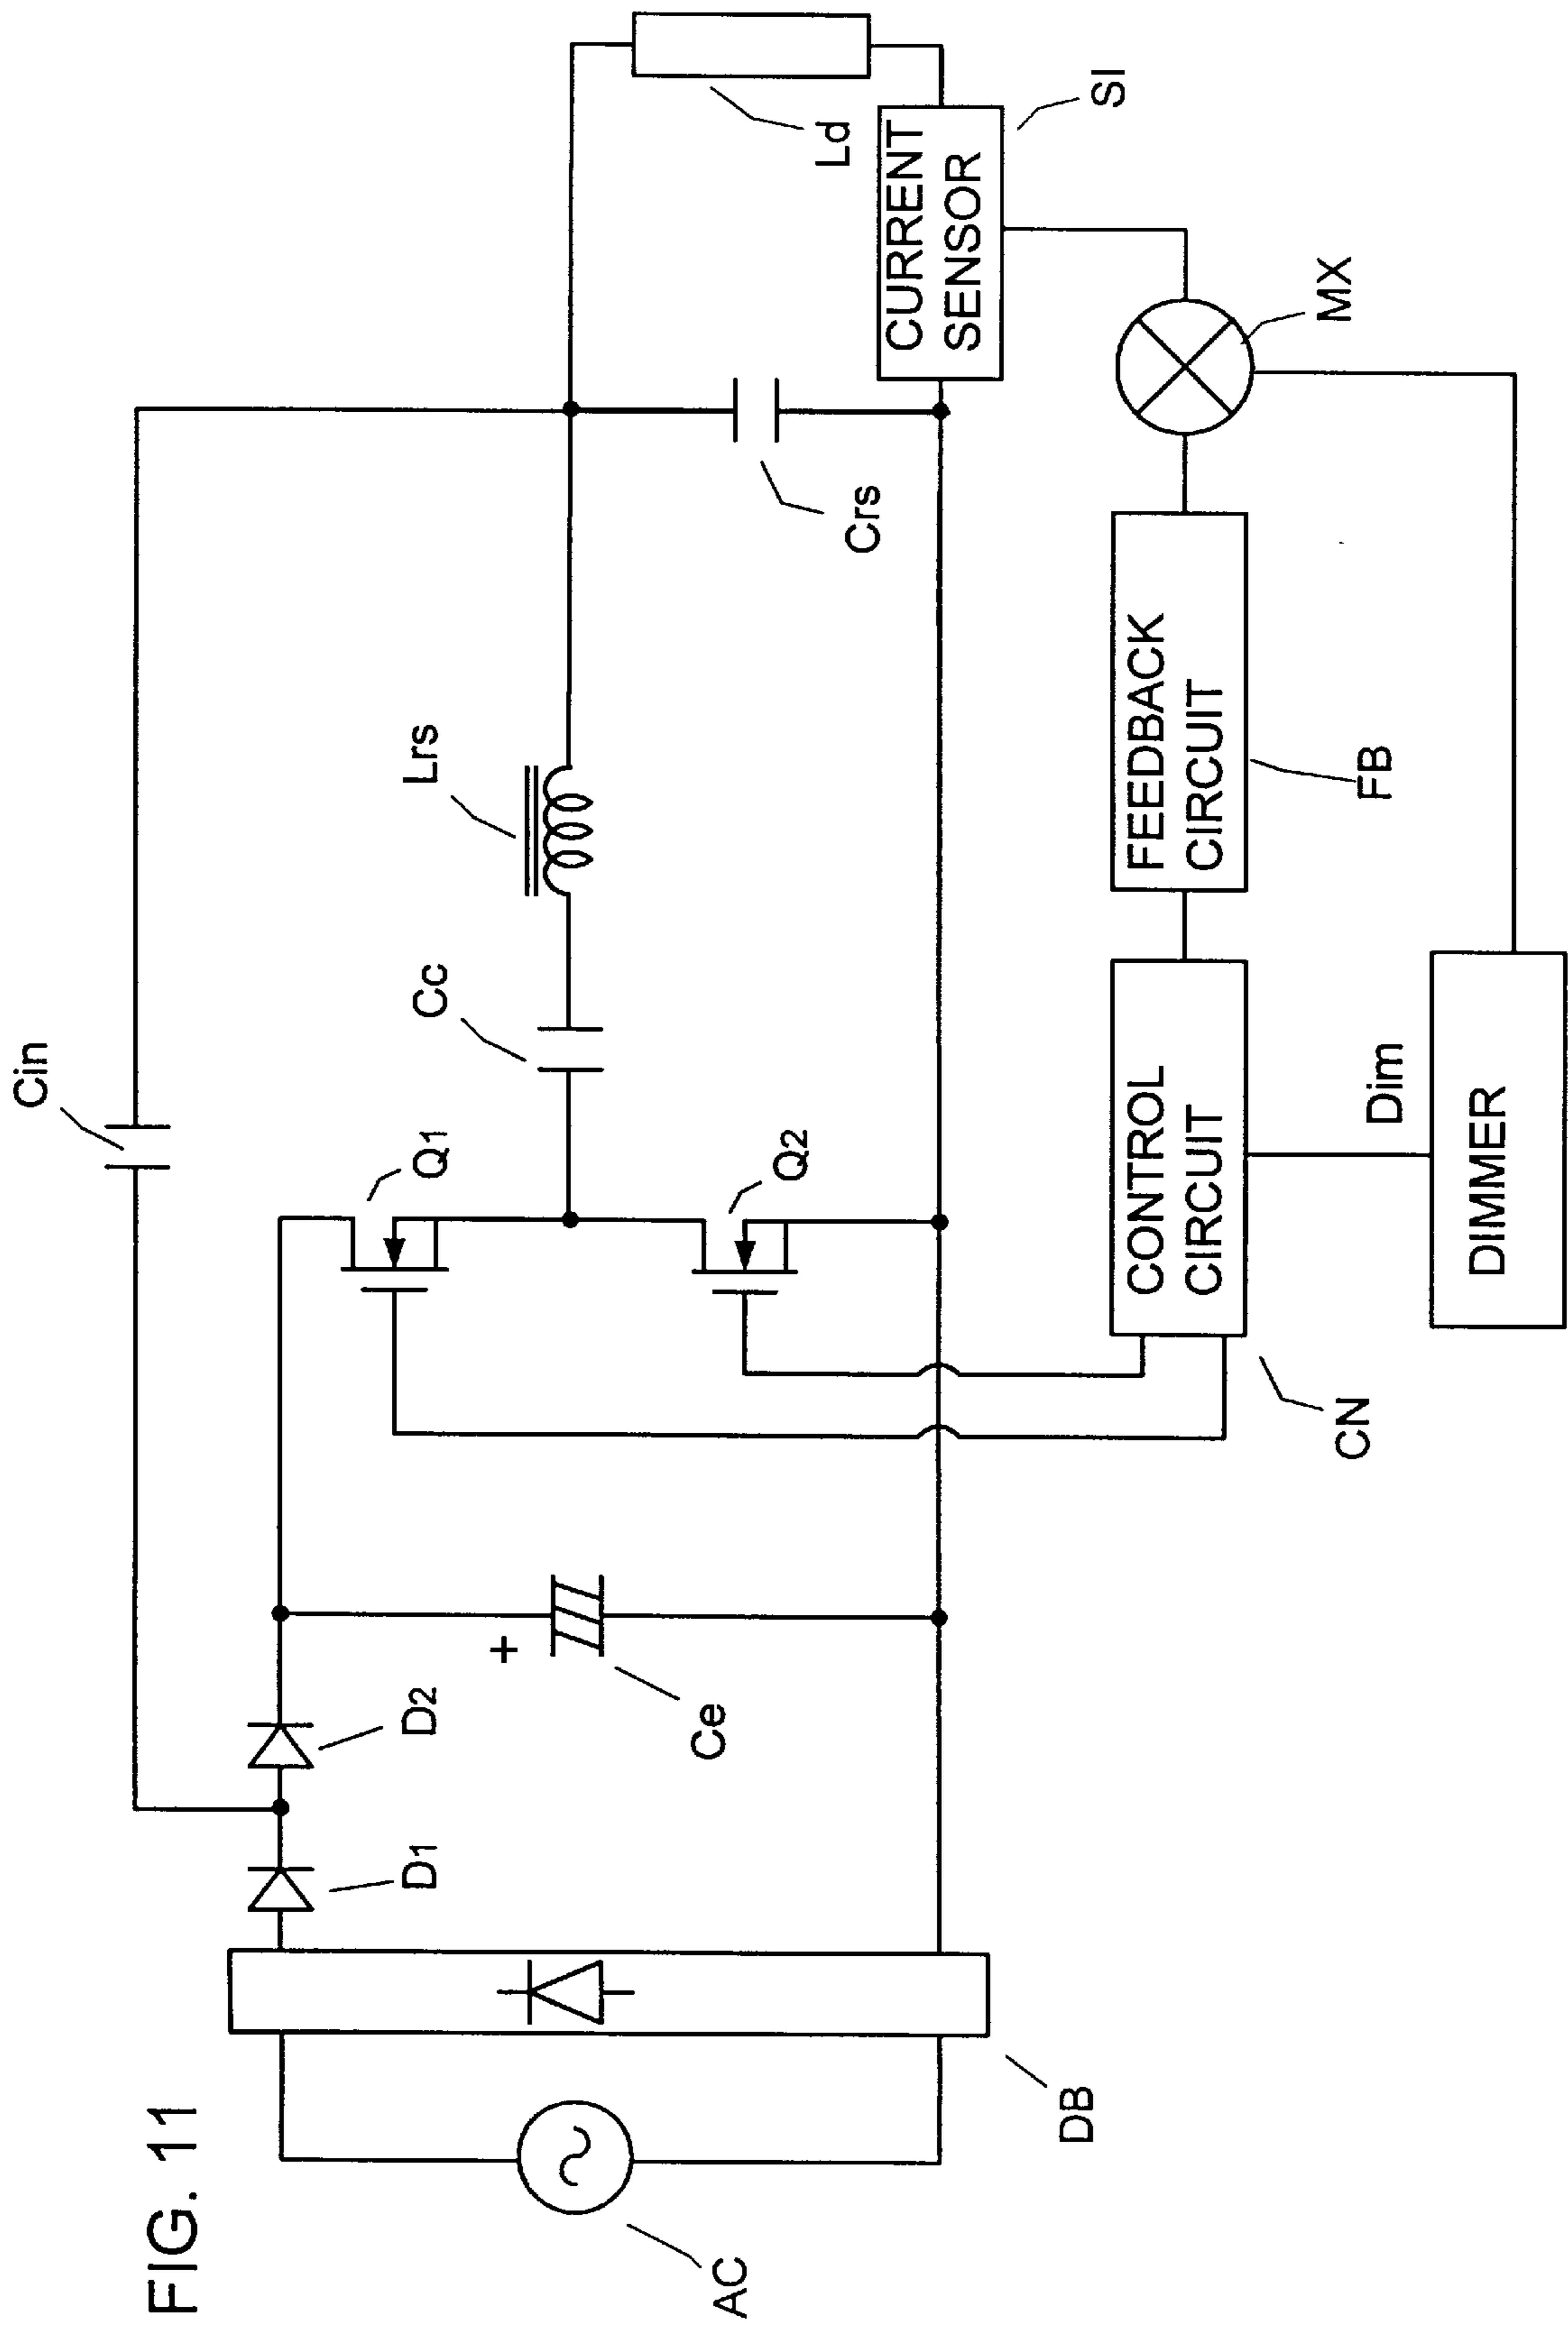 FIG. 11
Cin
D1
D2
Q1
Cc
Lrs
Ld
AC
Ce
+
Q2
Crs
CURRENT
SENSOR
SI
DB
CN
CONTROL
CIRCUIT
FEEDBACK
CIRCUIT
FB
MX
Dim
DIMMER